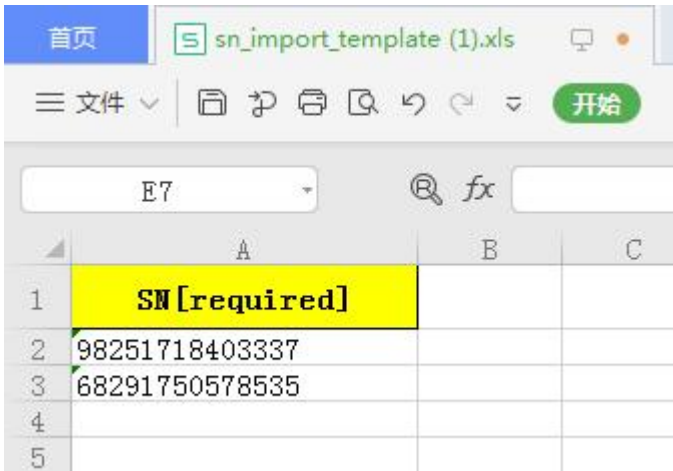 首页 S sn_import_template (1).xls
文件 开始
E7 fx
A B C
1 SN[required]
2 98251718403337
3 68291750578535
4
5